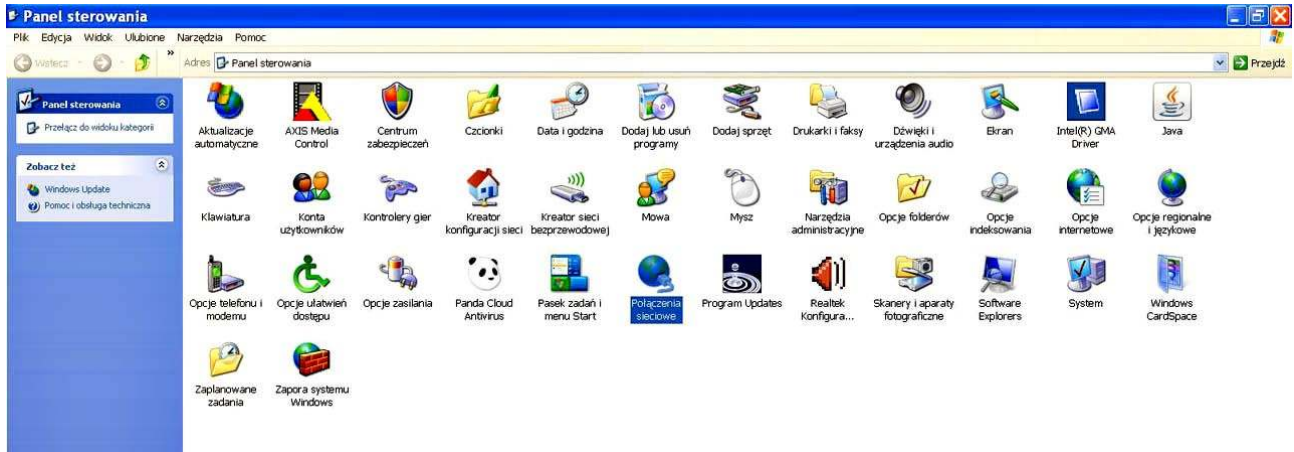 Panel sterowania
Plik Edycja Widok Ulubione Narzędzia Pomoc
Wstecz » Adres Panel sterowania Przejdź
Panel sterowania
Przełącz do widoku kategorii
Zobacz też
Windows Update
Pomoc i obsługa techniczna
Aktualizacje automatyczne
AXIS Media Control
Centrum zabezpieczeń
Czcionki
Data i godzina
Dodaj lub usuń programy
Dodaj sprzęt
Drukarki i faksy
Dźwięki i urządzenia audio
Ekran
Intel(R) GMA Driver
Java
Klawiatura
Konta użytkowników
Kontrolery gier
Kreator konfiguracji sieci
Kreator sieci bezprzewodowej
Mowa
Mysz
Narzędzia administracyjne
Opcje folderów
Opcje indeksowania
Opcje internetowe
Opcje regionalne i językowe
Opcje telefonu i modemu
Opcje ułatwień dostępu
Opcje zasilania
Panda Cloud Antivirus
Pasek zadań i menu Start
Połączenia sieciowe
Program Updates
Realtek Konfigura...
Skanery i aparaty fotograficzne
Software Explorers
System
Windows CardSpace
Zaplanowane zadania
Zapora systemu Windows